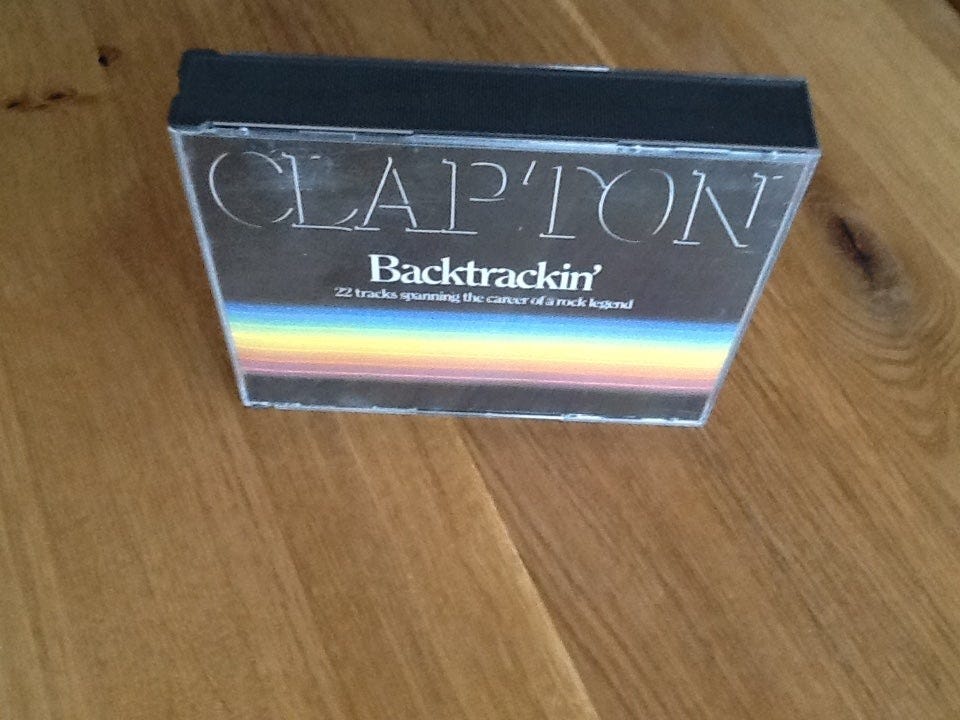 CLAPTON
Backtrackin'
22 tracks spanning the career of a rock legend